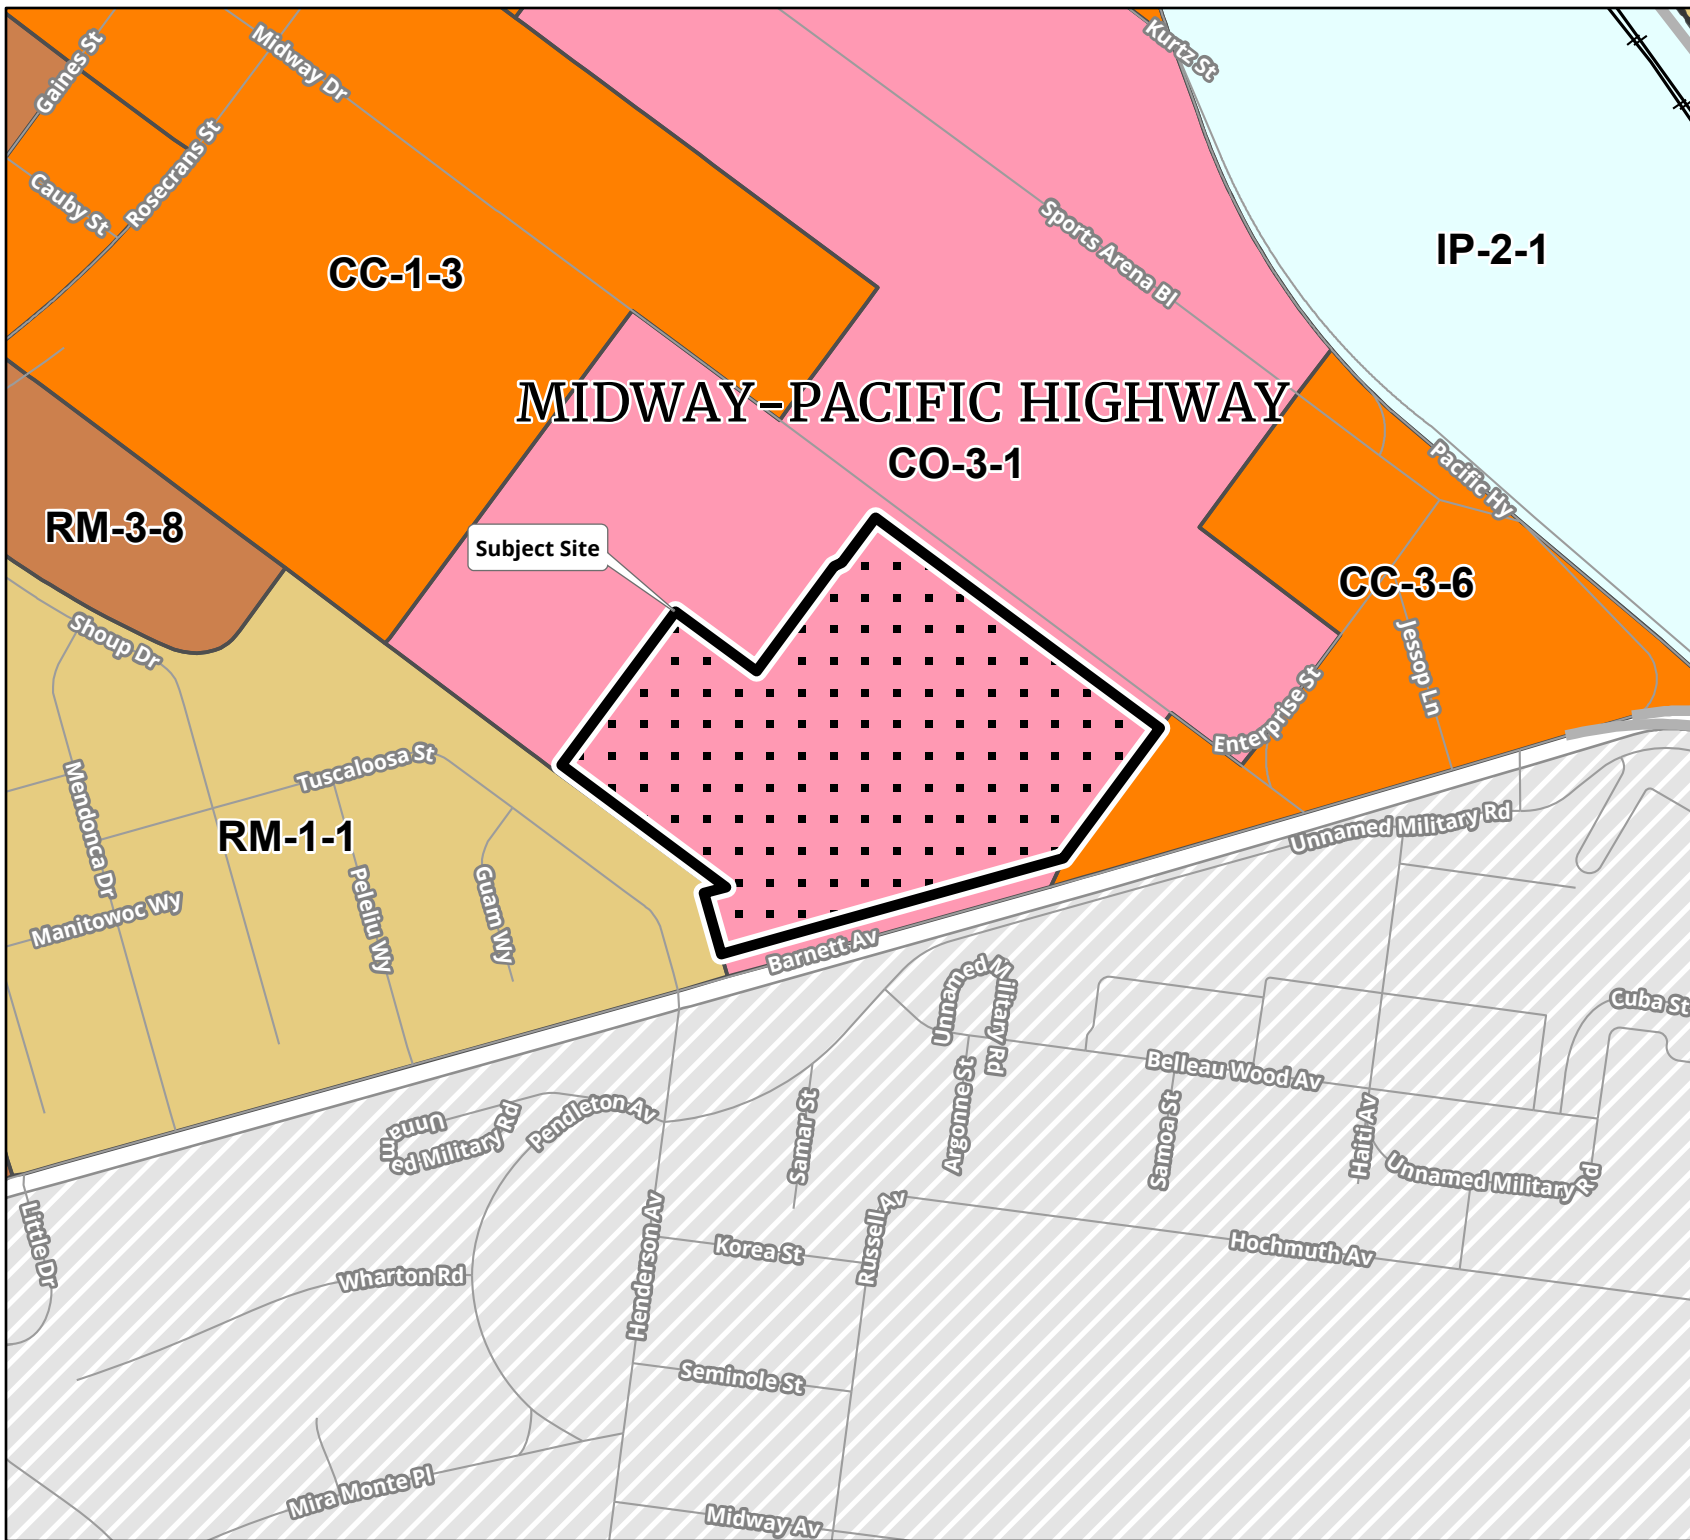 Kurtz St
Midway Dr
Gaines St
Rosecrans St
Cauby St
Sports Arena Bl
IP-2-1
CC-1-3
MIDWAY-PACIFIC HIGHWAY
CO-3-1
Pacific Hy
RM-3-8
Subject Site
CC-3-6
Shoup Dr
Jessop Ln
Enterprise St
Tuscaloosa St
Mendonca Dr
RM-1-1
Unnamed Military Rd
Peleliu Wy
Guam Wy
Manitowoc Wy
Barnett Av
Unnamed Military Rd
Cuba St
Belleau Wood Av
Argonne St
Samar St
Samoa St
Haiti Av
Pendleton Av
Unnamed Military Rd
Unnamed Military Rd
Russell Av
Little Dr
Henderson Av
Korea St
Hochmuth Av
Wharton Rd
Seminole St
Mira Monte Pl
Midway Av